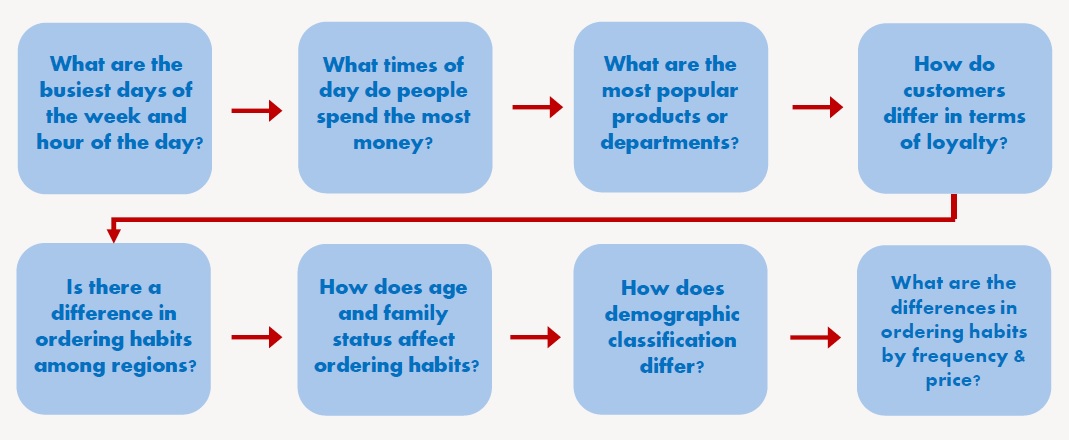 What are the
busiest days of
the week and
hour of the day?
What times of
day do people
spend the most
money?
What are the
most popular
products or
departments?
How do
customers
differ in terms
of loyalty?
Is there a
difference in
ordering habits
among regions?
How does age
and family
status affect
ordering habits?
How does
demographic
classification
differ?
What are the
differences in
ordering habits
by frequency &
price?